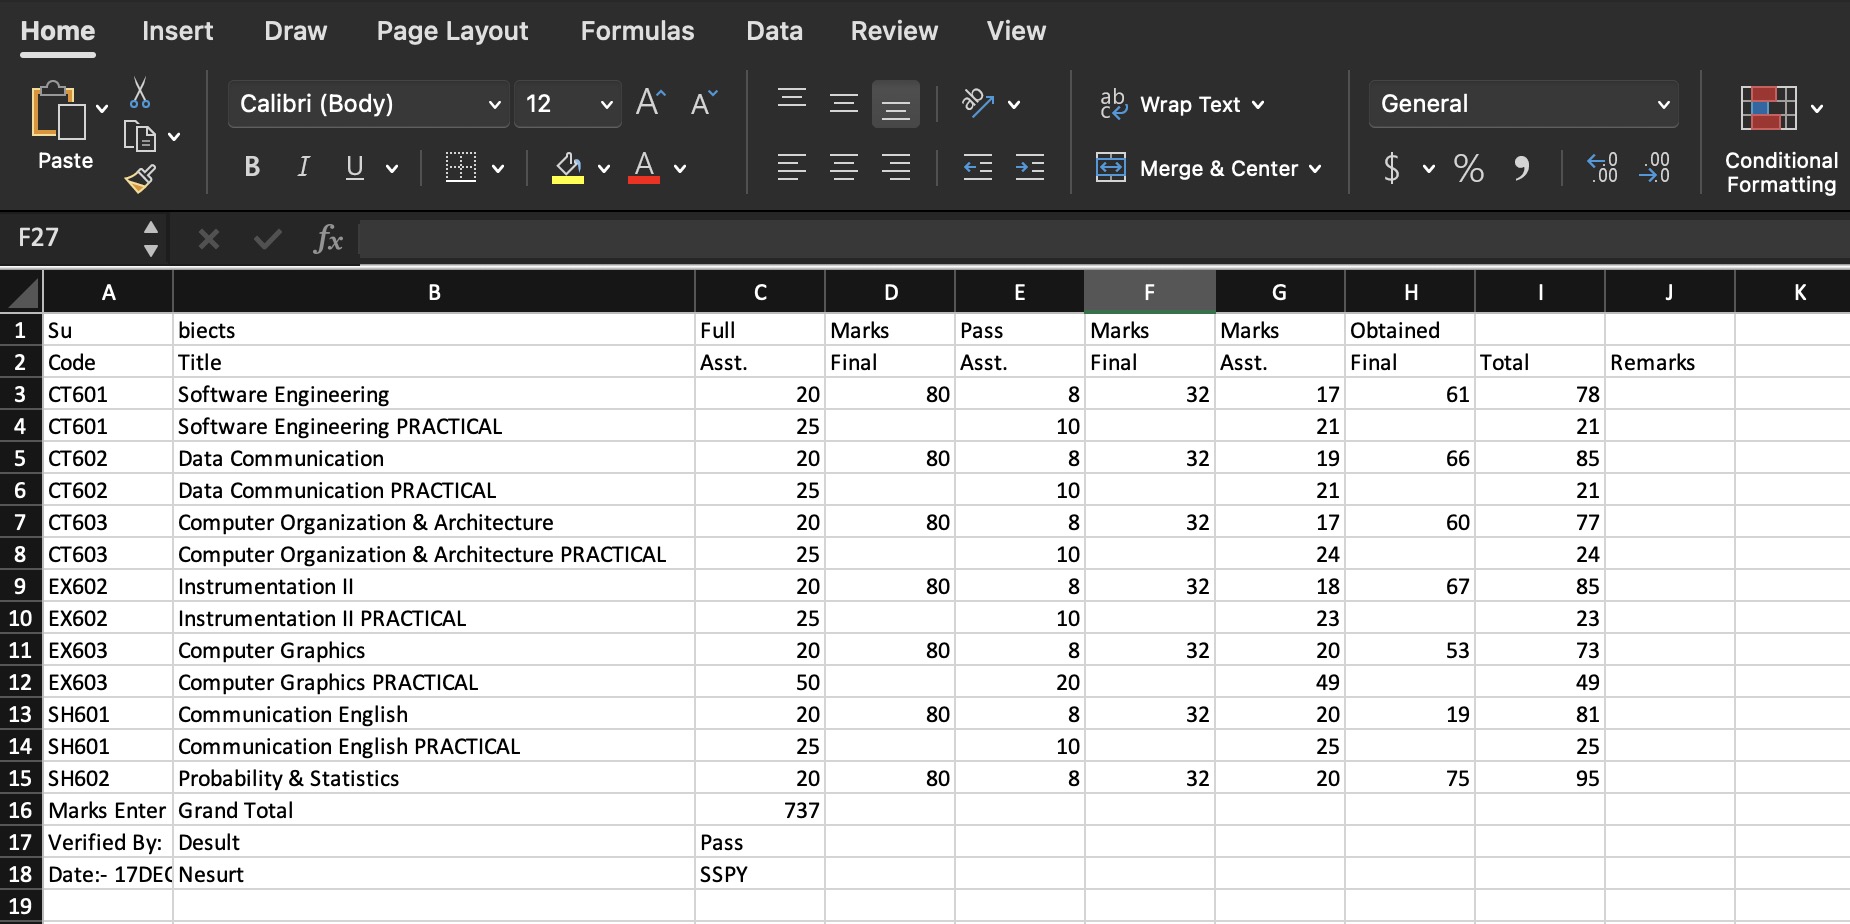 Home Insert Draw Page Layout Formulas Data Review View
Calibri (Body) 12 A A ab Wrap Text General
Paste B I U A Merge & Center $ % Conditional Formatting
F27 fx
A B C D E F G H I J K
1 Su biects Full Marks Pass Marks Marks Obtained
2 Code Title Asst. Final Asst. Final Asst. Final Total Remarks
3 CT601 Software Engineering 20 80 8 32 17 61 78
4 CT601 Software Engineering PRACTICAL 25 10 21 21
5 CT602 Data Communication 20 80 8 32 19 66 85
6 CT602 Data Communication PRACTICAL 25 10 21 21
7 CT603 Computer Organization & Architecture 20 80 8 32 17 60 77
8 CT603 Computer Organization & Architecture PRACTICAL 25 10 24 24
9 EX602 Instrumentation II 20 80 8 32 18 67 85
10 EX602 Instrumentation II PRACTICAL 25 10 23 23
11 EX603 Computer Graphics 20 80 8 32 20 53 73
12 EX603 Computer Graphics PRACTICAL 50 20 49 49
13 SH601 Communication English 20 80 8 32 20 19 81
14 SH601 Communication English PRACTICAL 25 10 25 25
15 SH602 Probability & Statistics 20 80 8 32 20 75 95
16 Marks Enter Grand Total 737
17 Verified By: Desult Pass
18 Date:- 17DEC Nesurt SSPY
19